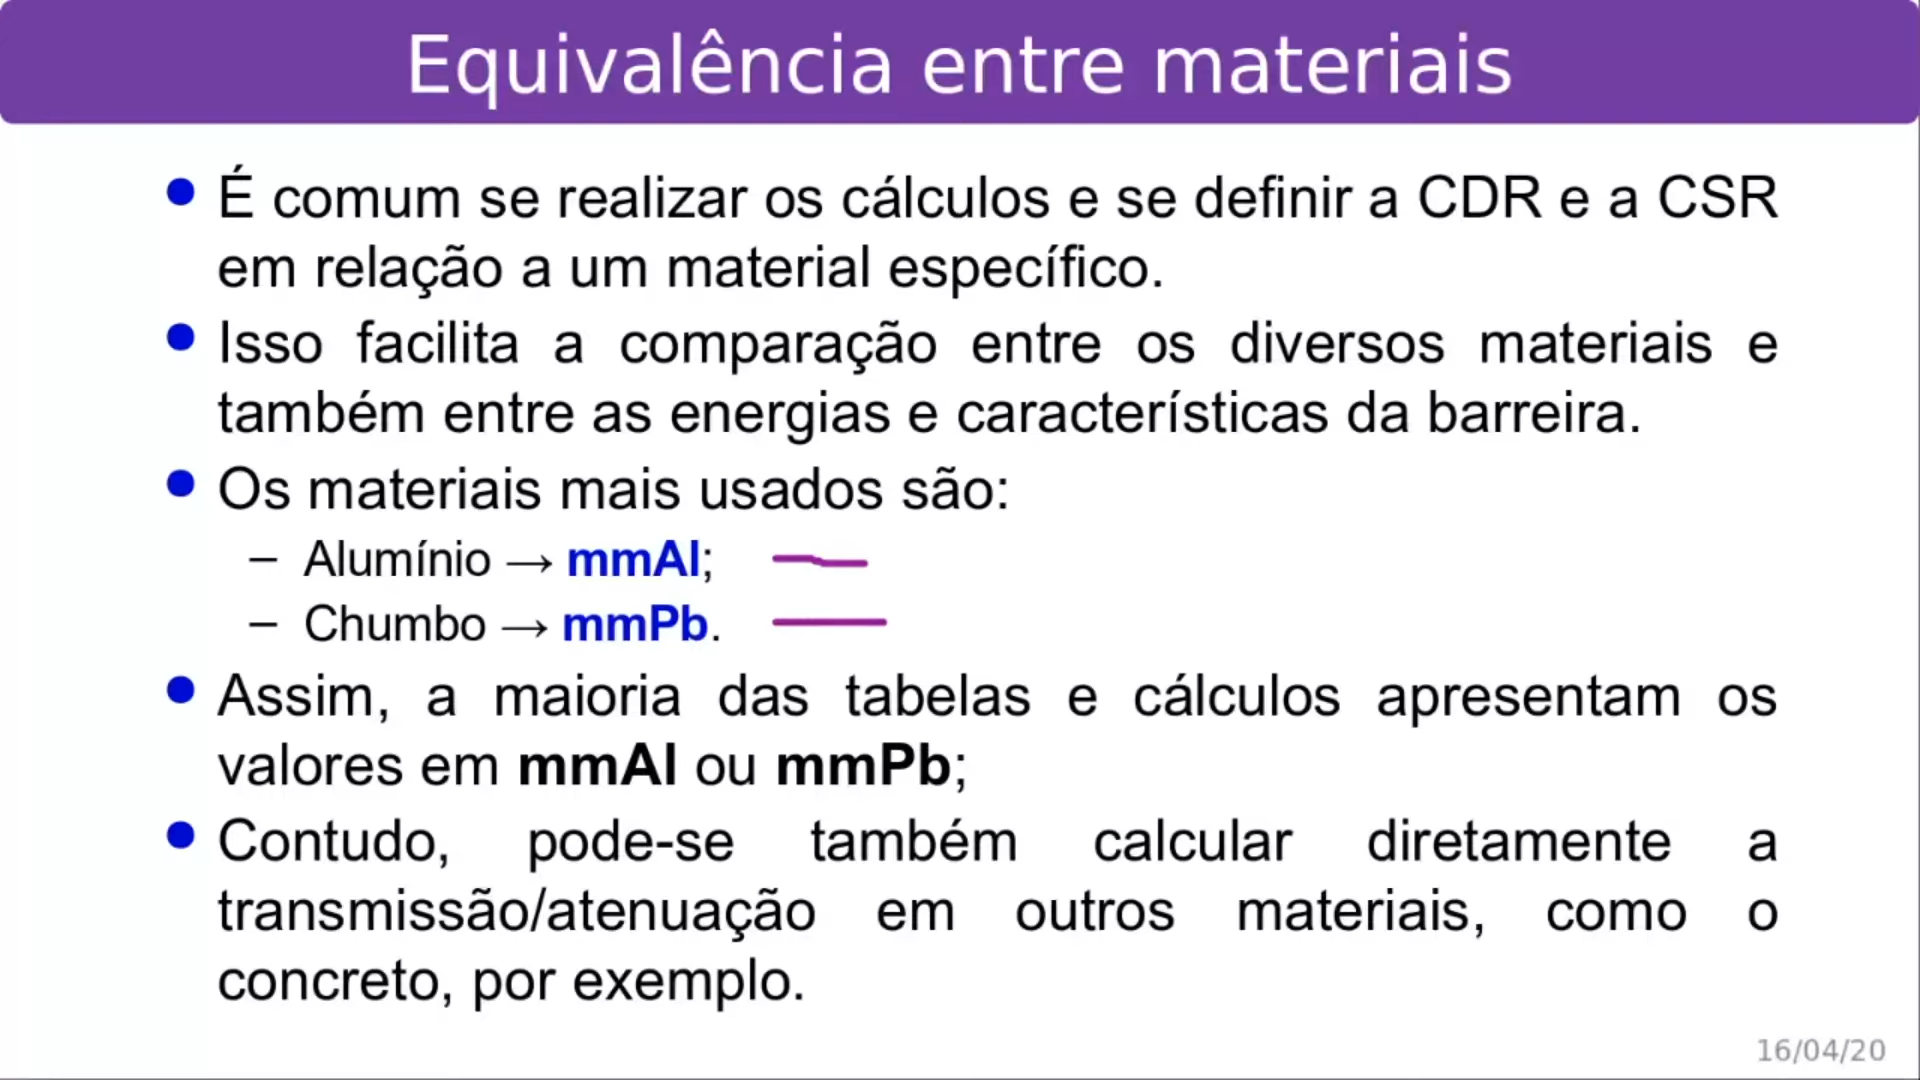 Equivalência entre materiais
• É comum se realizar os cálculos e se definir a CDR e a CSR
em relação a um material específico.
• Isso facilita a comparação entre os diversos materiais e
também entre as energias e características da barreira.
• Os materiais mais usados são:
– Alumínio → mmAl;
– Chumbo → mmPb.
• Assim, a maioria das tabelas e cálculos apresentam os
valores em mmAl ou mmPb;
• Contudo, pode-se também calcular diretamente a
transmissão/atenuação em outros materiais, como o
concreto, por exemplo.
16/04/20